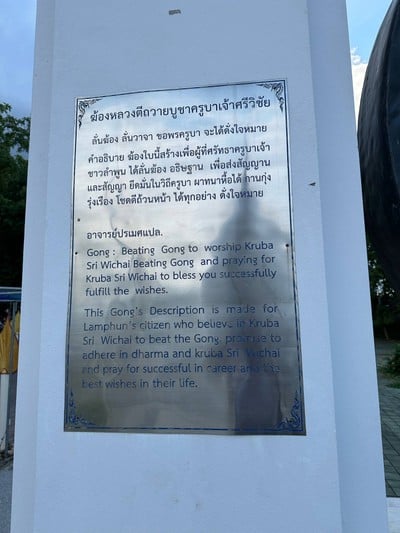 ฆ้องหลวงตีถวายบูชาครูบาเจ้าศรีวิชัย
ลั่นฆ้อง ลั่นวาจา ขอพรครูบา จะได้ดั่งใจหมาย
คำอธิบาย ฆ้องใบนี้สร้างเพื่อผู้ที่ศรัทธาครูบาเจ้า
ชาวลำพูน ได้ลั่นฆ้อง อธิษฐาน เพื่อส่งสัญญาน
และสัญญา ยึดมั่นในวิถีครูบา ผาทนาหื้อได้ กานกุ่ง
รุ่งเรือง โชคดีถ้วนหน้า ได้ทุกอย่าง ดั่งใจหมาย
อาจารย์ปรเมศแปล.
Gong : Beating Gong to worship Kruba
Sri Wichai Beating Gong and praying for
Kruba Sri Wichai to bless you successfully
fulfill the wishes.
This Gong's Description is made for
Lamphun's citizen who believe in Kruba
Sri Wichai to beat the Gong, promise to
adhere in dharma and kruba Sri Wichai
and pray for successful in career and the
best wishes in their life.